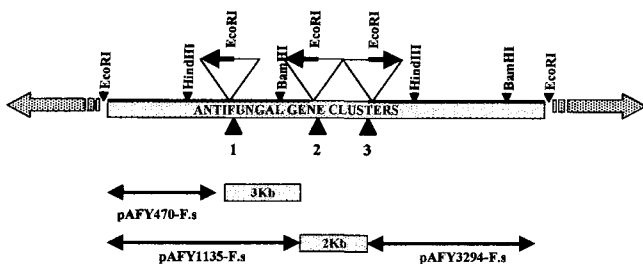 EcoRI EcoRI EcoRI
EcoRI HindIII BamHI HindIII BamHI EcoRI
ANTIFUNGAL GENE CLUSTERS
1 2 3
3Kb
pAFY470-F.s
2Kb
pAFY1135-F.s pAFY3294-F.s